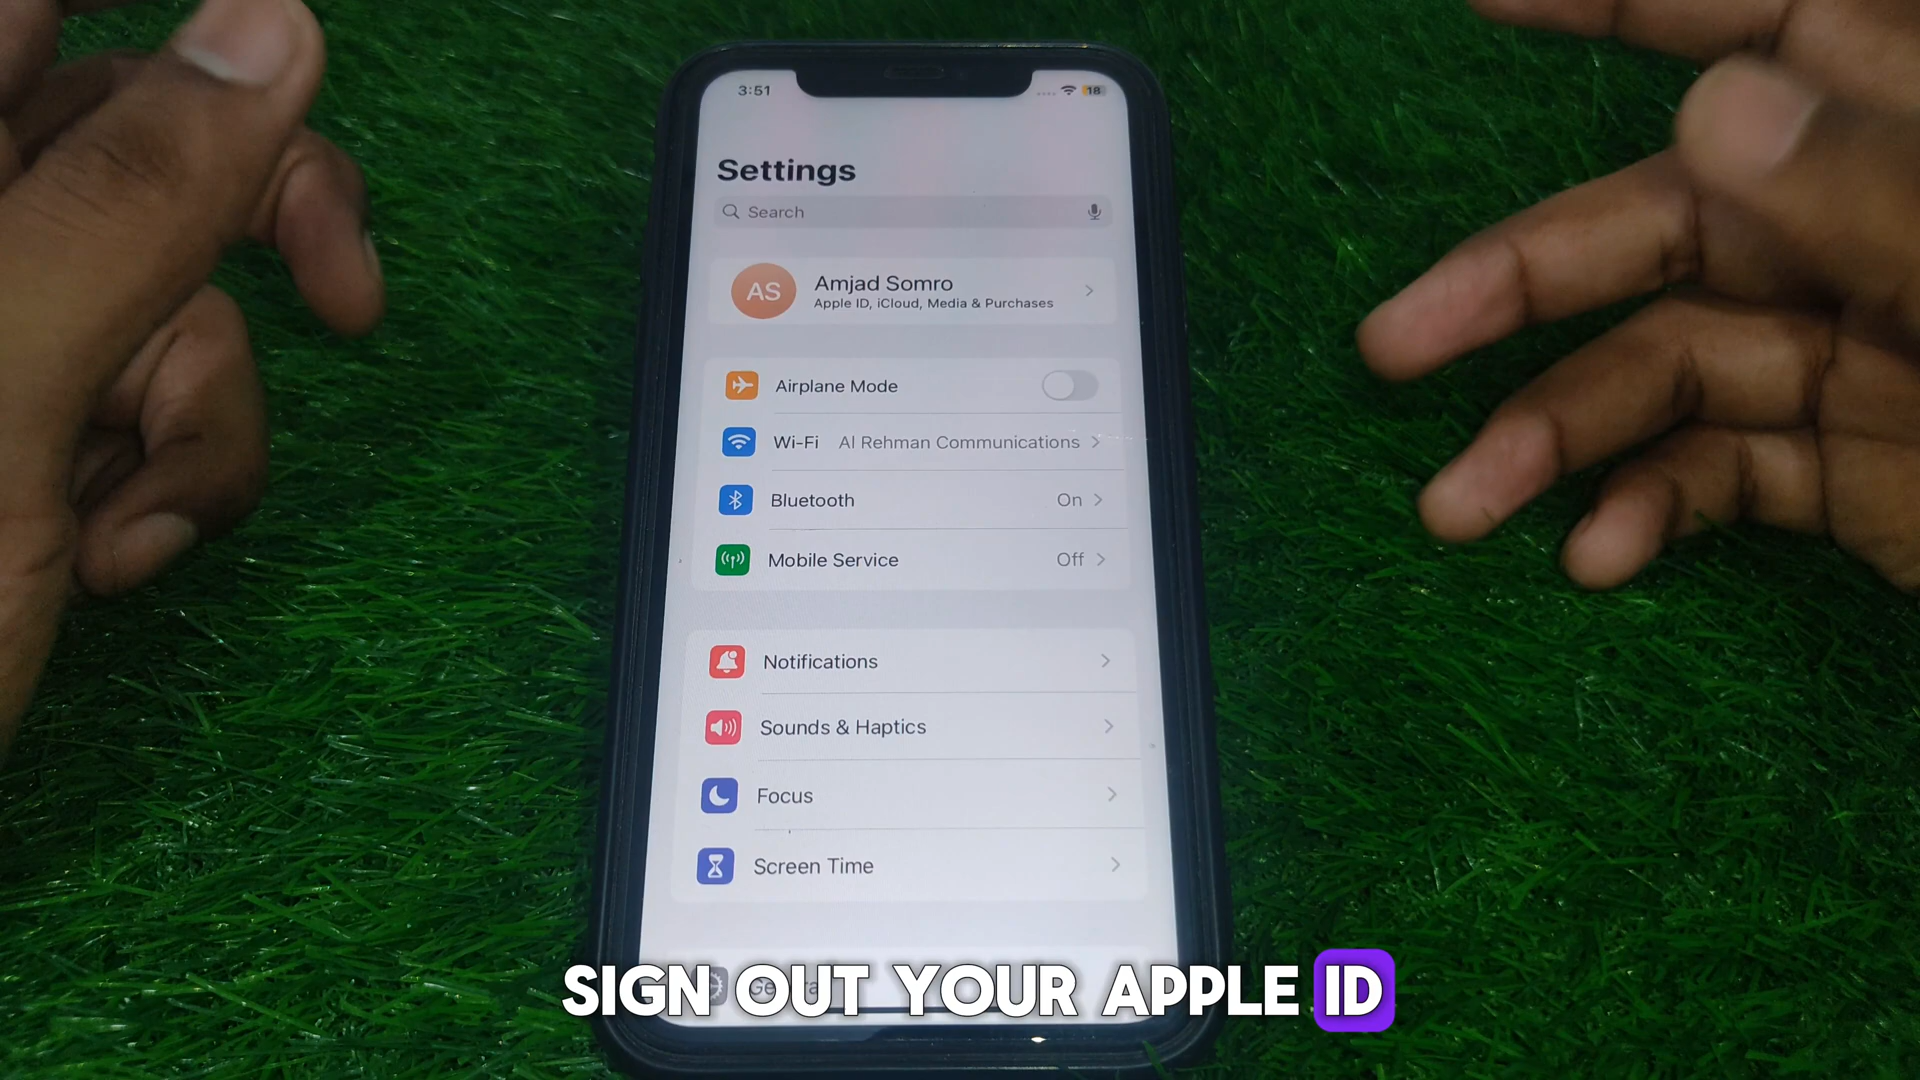 3:51
18
Settings
Search
AS
Amjad Somro
Apple ID, iCloud, Media & Purchases
Airplane Mode
Wi-Fi Al Rehman Communications
Bluetooth On
Mobile Service Off
Notifications
Sounds & Haptics
Focus
Screen Time
SIGN OUT YOUR APPLE ID